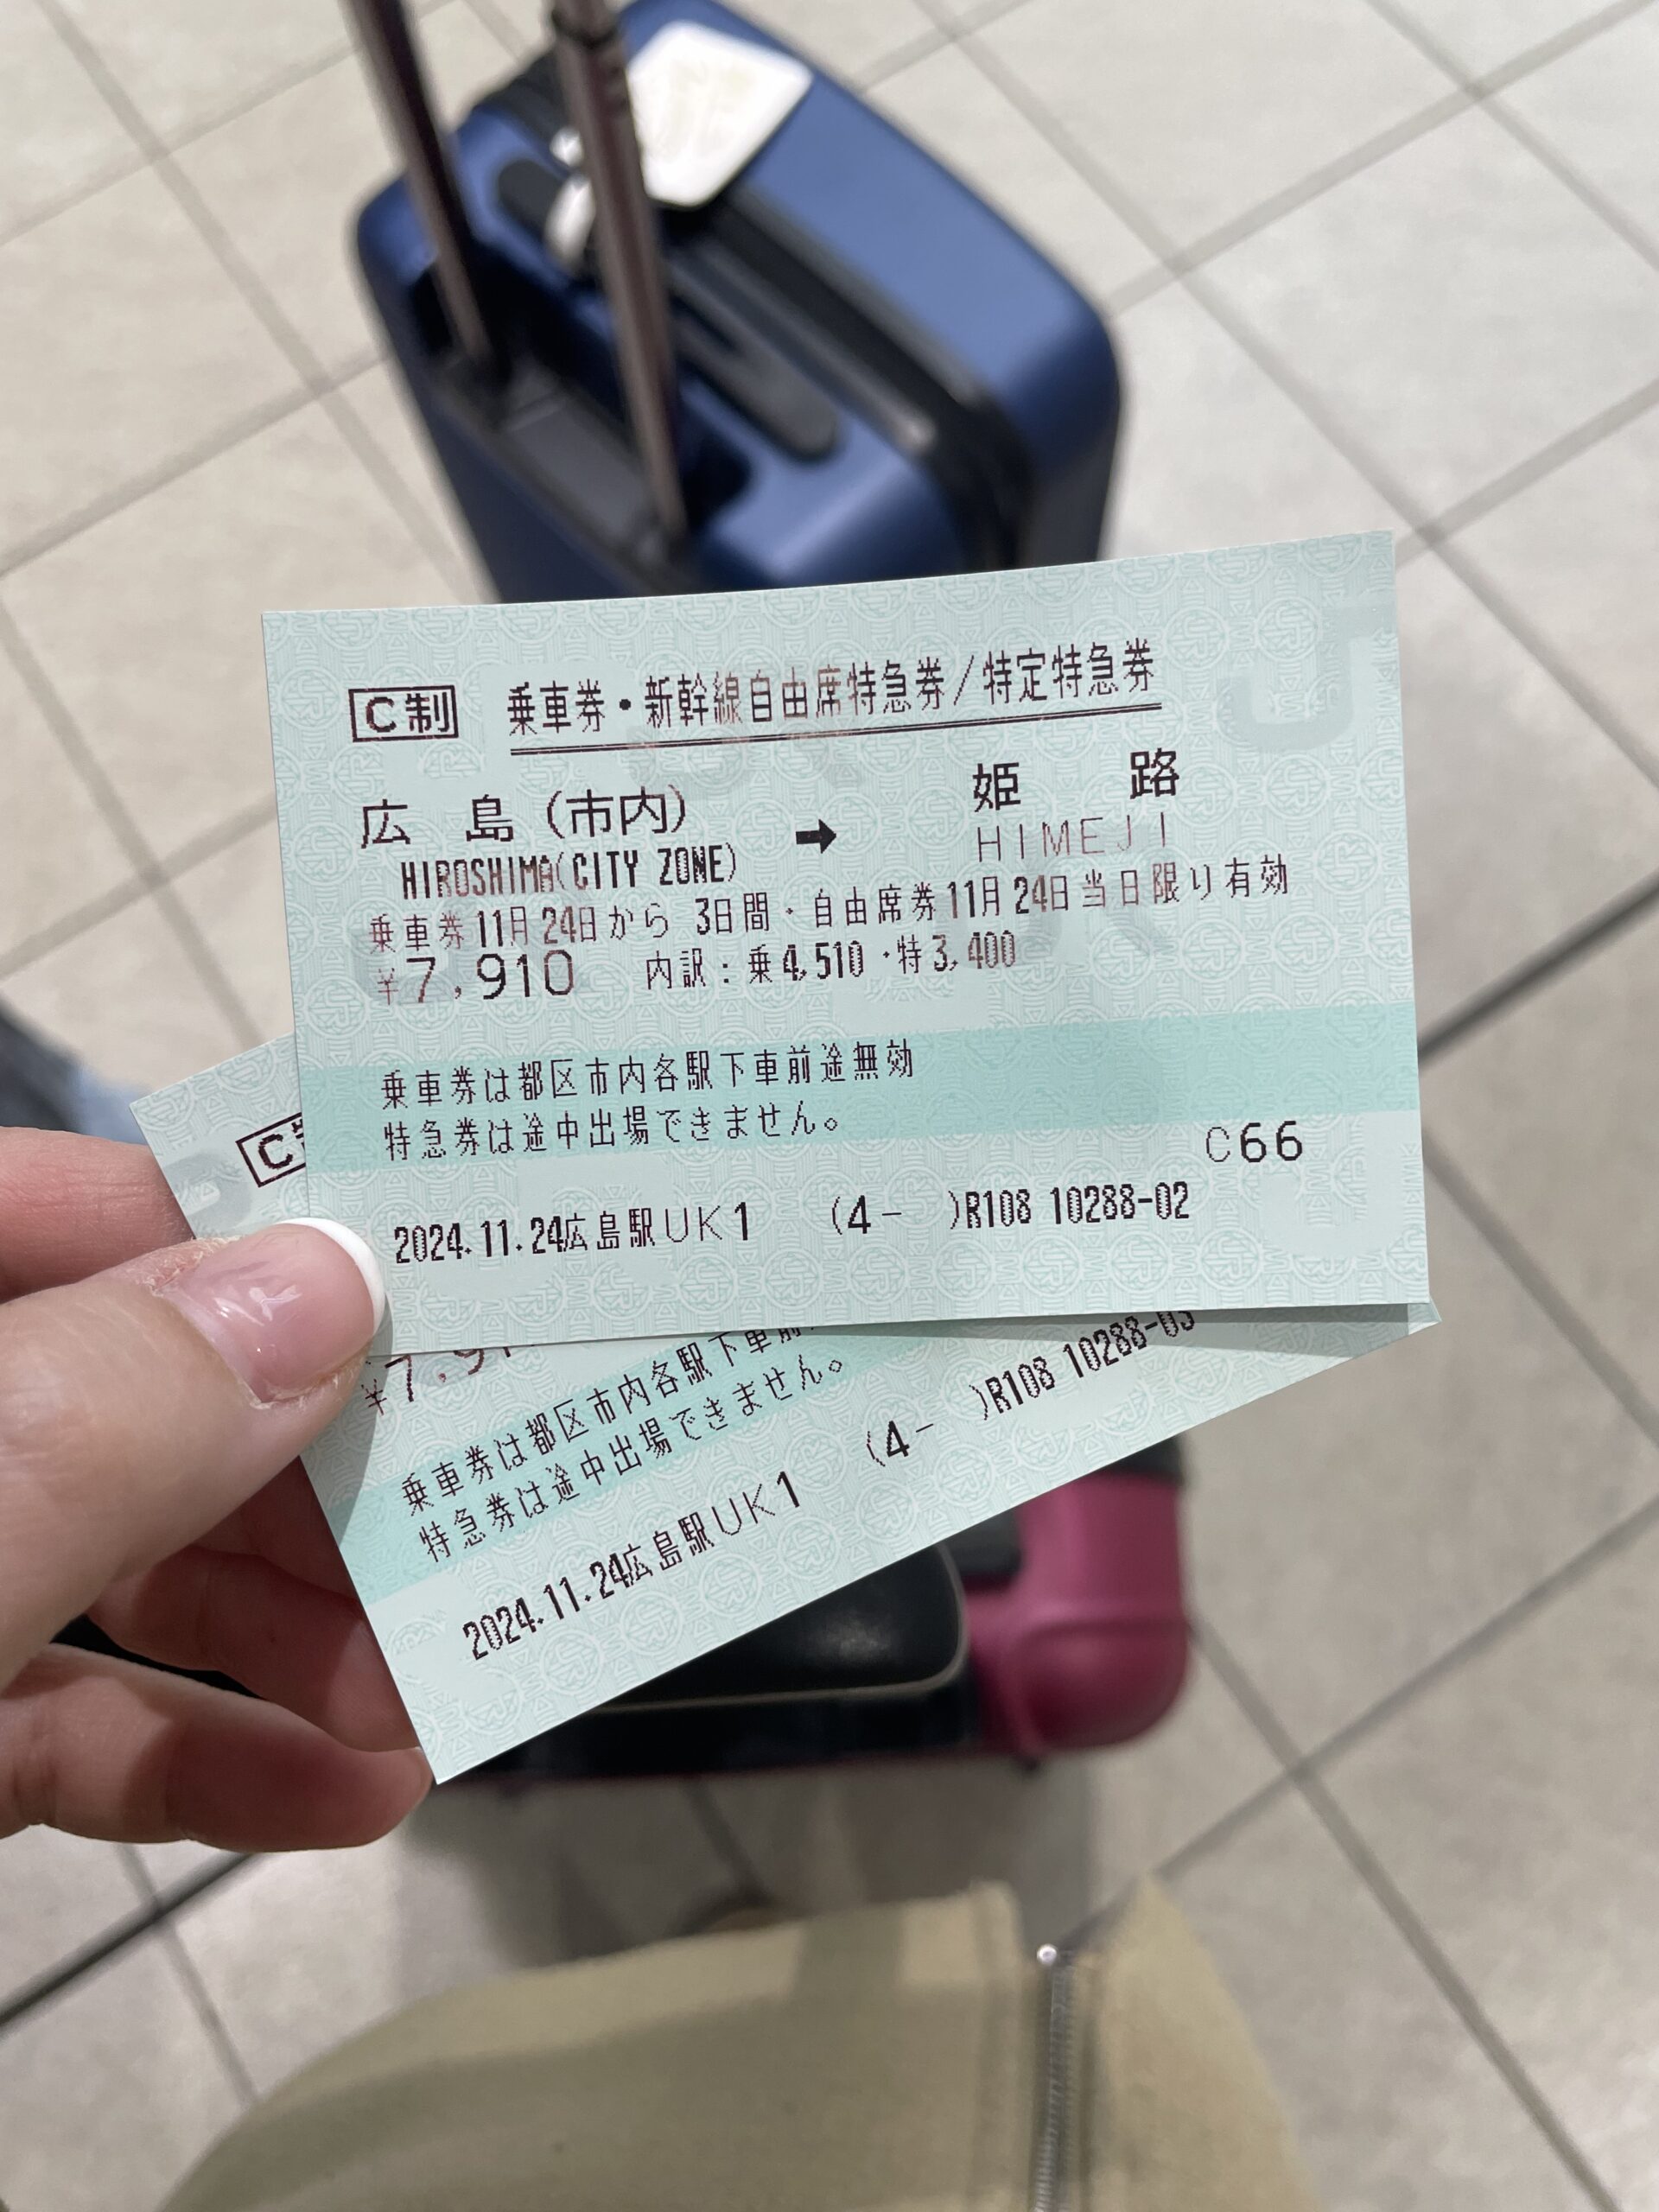 C制 乗車券・新幹線自由席特急券/特定特急券
広島(市内) ➡ 姫路
HIROSHIMA(CITY ZONE) HIMEJI
乗車券11月24日から 3日間・自由席券11月24日当日限り有効
¥7,910 内訳:乗4,510・特3,400
乗車券は都区市内各駅下車前途無効
特急券は途中出場できません。
C66
2024.11.24広島駅UK1 (4- )R108 10288-02
¥7,91
乗車券は都区市内各駅下車前
特急券は途中出場できません。
2024.11.24広島駅UK1 (4- )R108 10288-03